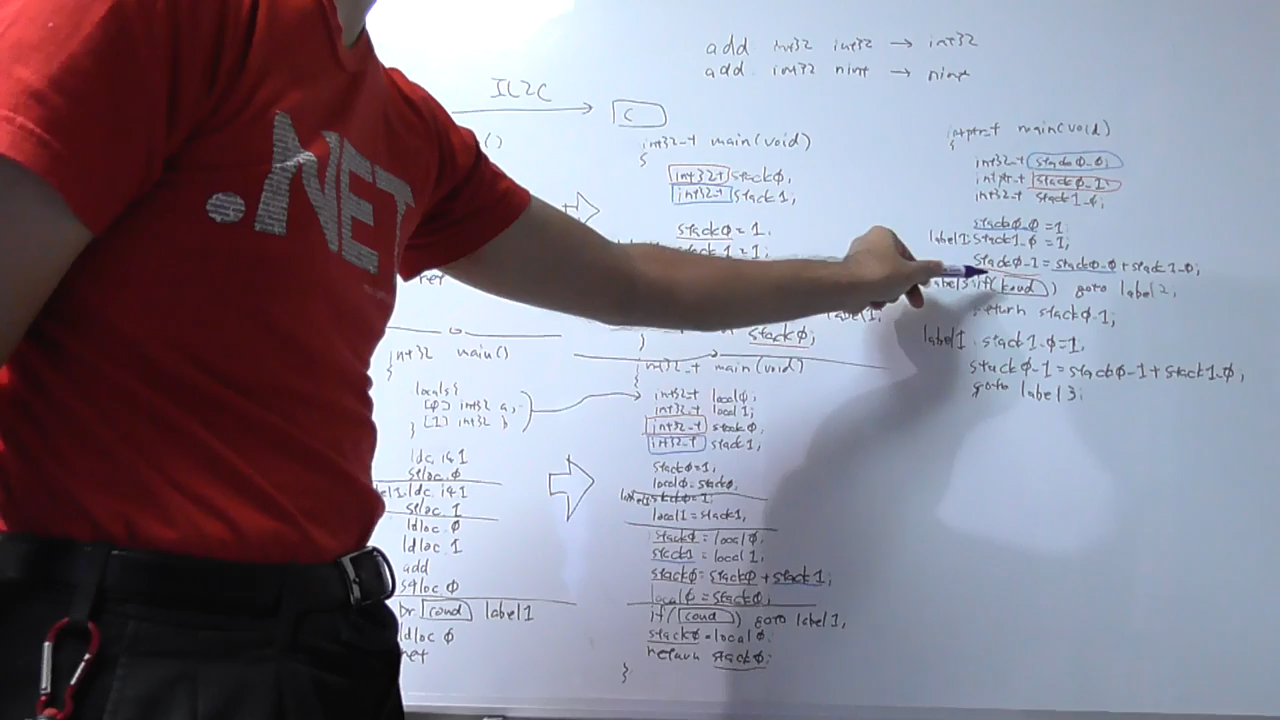 .NET
add int32 int32 → int32
add int32 nint → nint
IL2C
C
()
int32_t main(void)
{
int32_t stack0;
int32_t stack1;
stack0 = 1;
stack1 = 1;
label1;
stack0;
}
ret
intptr_t main(void)
{
int32_t stack0_0;
intptr_t stack0_1;
int32_t stack1_0;
stack0_0 = 1;
label1: stack1_0 = 1;
stack0_1 = stack0_0 + stack1_0;
label3: if(cond) goto label2;
return stack0_1;
label1: stack1_0 = 1;
stack0_1 = stack0_1 + stack1_0;
goto label3;
int32 main()
{
locals{
[0] int32 a,
[1] int32 b
}
ldc.i4.1
stloc.0
ldc.i4.1
stloc.1
ldloc.0
ldloc.1
add
stloc.0
br cond label1
ldloc 0
ret
int32_t main(void)
{
int32_t local0;
int32_t local1;
int32_t stack0;
int32_t stack1;
stack0=1;
local0=stack0;
label1: stack0=1;
local1=stack1;
stack0 = local0;
stack1 = local1;
stack0 = stack0 + stack1;
local0 = stack0;
if(cond) goto label1;
stack0 = local0;
return stack0;
}